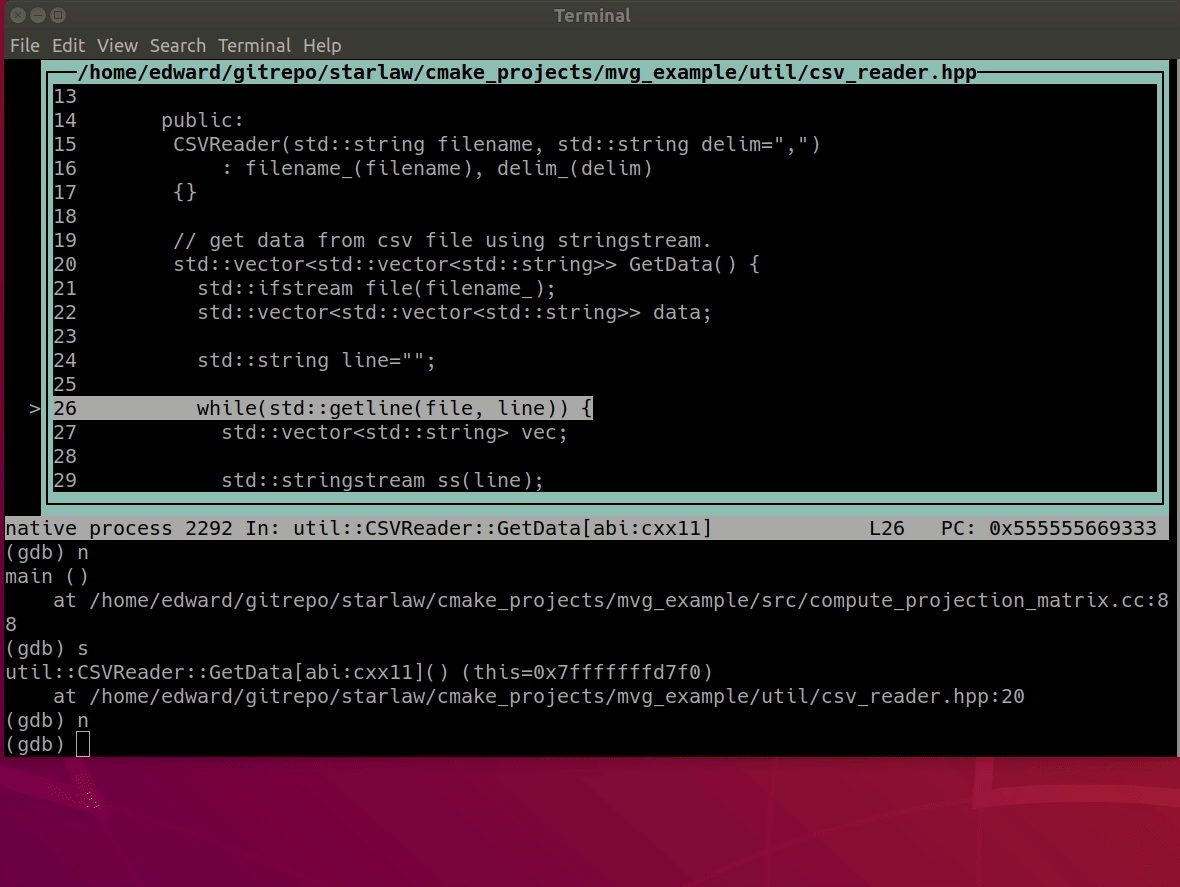 Terminal
File Edit View Search Terminal Help
/home/edward/gitrepo/starlaw/cmake_projects/mvg_example/util/csv_reader.hpp
13
14       public:
15        CSVReader(std::string filename, std::string delim=",")
16            : filename_(filename), delim_(delim)
17        {}
18
19        // get data from csv file using stringstream.
20        std::vector<std::vector<std::string>> GetData() {
21          std::ifstream file(filename_);
22          std::vector<std::vector<std::string>> data;
23
24          std::string line="";
25
> 26          while(std::getline(file, line)) {
27            std::vector<std::string> vec;
28
29            std::stringstream ss(line);
native process 2292 In: util::CSVReader::GetData[abi:cxx11] L26 PC: 0x555555669333
(gdb) n
main ()
    at /home/edward/gitrepo/starlaw/cmake_projects/mvg_example/src/compute_projection_matrix.cc:8
8
(gdb) s
util::CSVReader::GetData[abi:cxx11]() (this=0x7fffffffd7f0)
    at /home/edward/gitrepo/starlaw/cmake_projects/mvg_example/util/csv_reader.hpp:20
(gdb) n
(gdb)